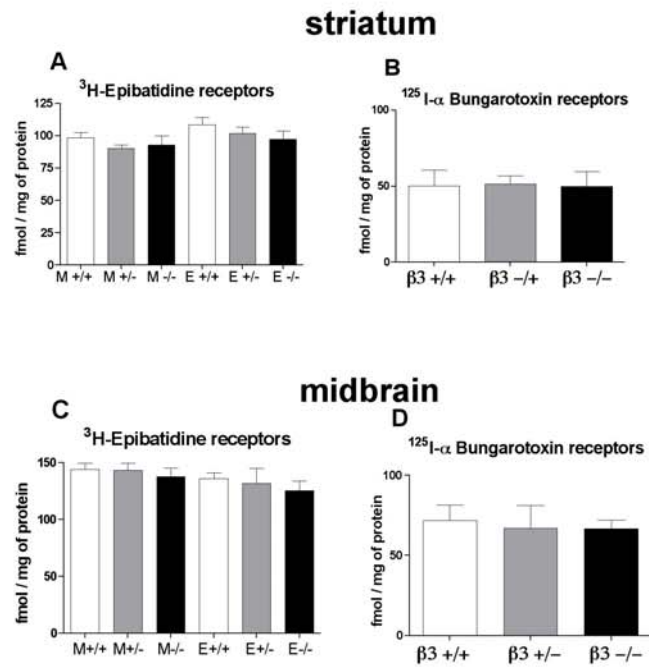 striatum
A
³H-Epibatidine receptors
fmol / mg of protein
125
100
75
50
25
0
M +/+ M +/- M -/- E +/+ E +/- E -/-
B
¹²⁵I-α Bungarotoxin receptors
fmol / mg of protein
100
50
0
β3 +/+ β3 −/+ β3 −/−
midbrain
C
³H-Epibatidine receptors
fmol / mg of protein
150
100
50
0
M+/+ M+/- M-/- E+/+ E+/- E-/-
D
¹²⁵I-α Bungarotoxin receptors
fmol / mg of protein
100
50
0
β3 +/+ β3 +/− β3 −/−